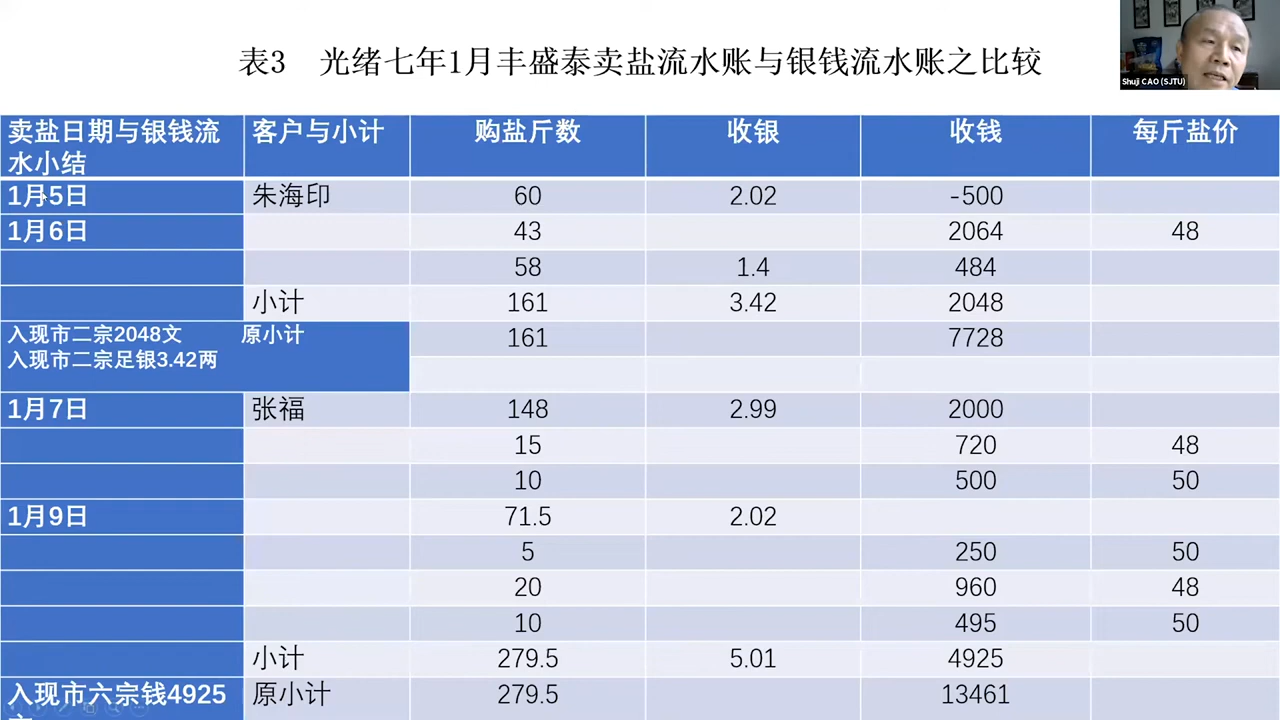 表3 光绪七年1月丰盛泰卖盐流水账与银钱流水账之比较
Shuji CAO (SJTU)
卖盐日期与银钱流水小结 客户与小计 购盐斤数 收银 收钱 每斤盐价
1月5日 朱海印 60 2.02 -500
1月6日 43 2064 48
58 1.4 484
小计 161 3.42 2048
入现市二宗2048文 原小计 161 7728
入现市二宗足银3.42两
1月7日 张福 148 2.99 2000
15 720 48
10 500 50
1月9日 71.5 2.02
5 250 50
20 960 48
10 495 50
小计 279.5 5.01 4925
入现市六宗钱4925 原小计 279.5 13461